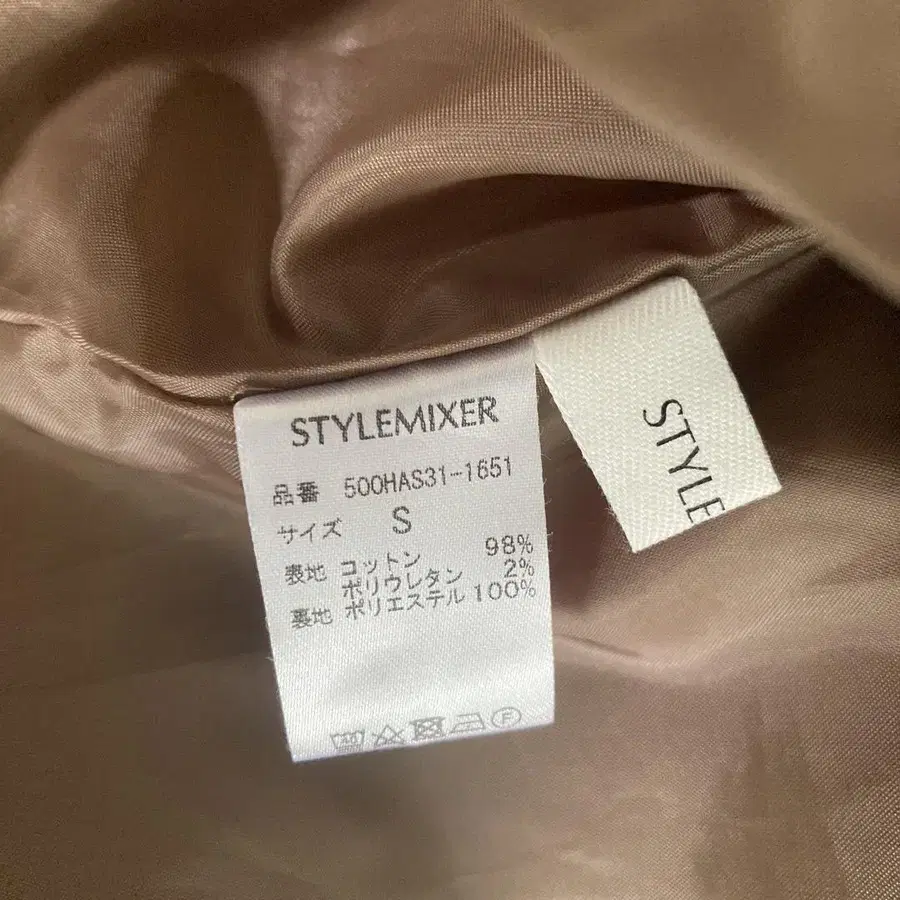 STYLEMIXER
品番 500HAS31-1651
サイズ S
表地 コットン 98%
ポリウレタン 2%
裏地 ポリエステル 100%
F
STYLE